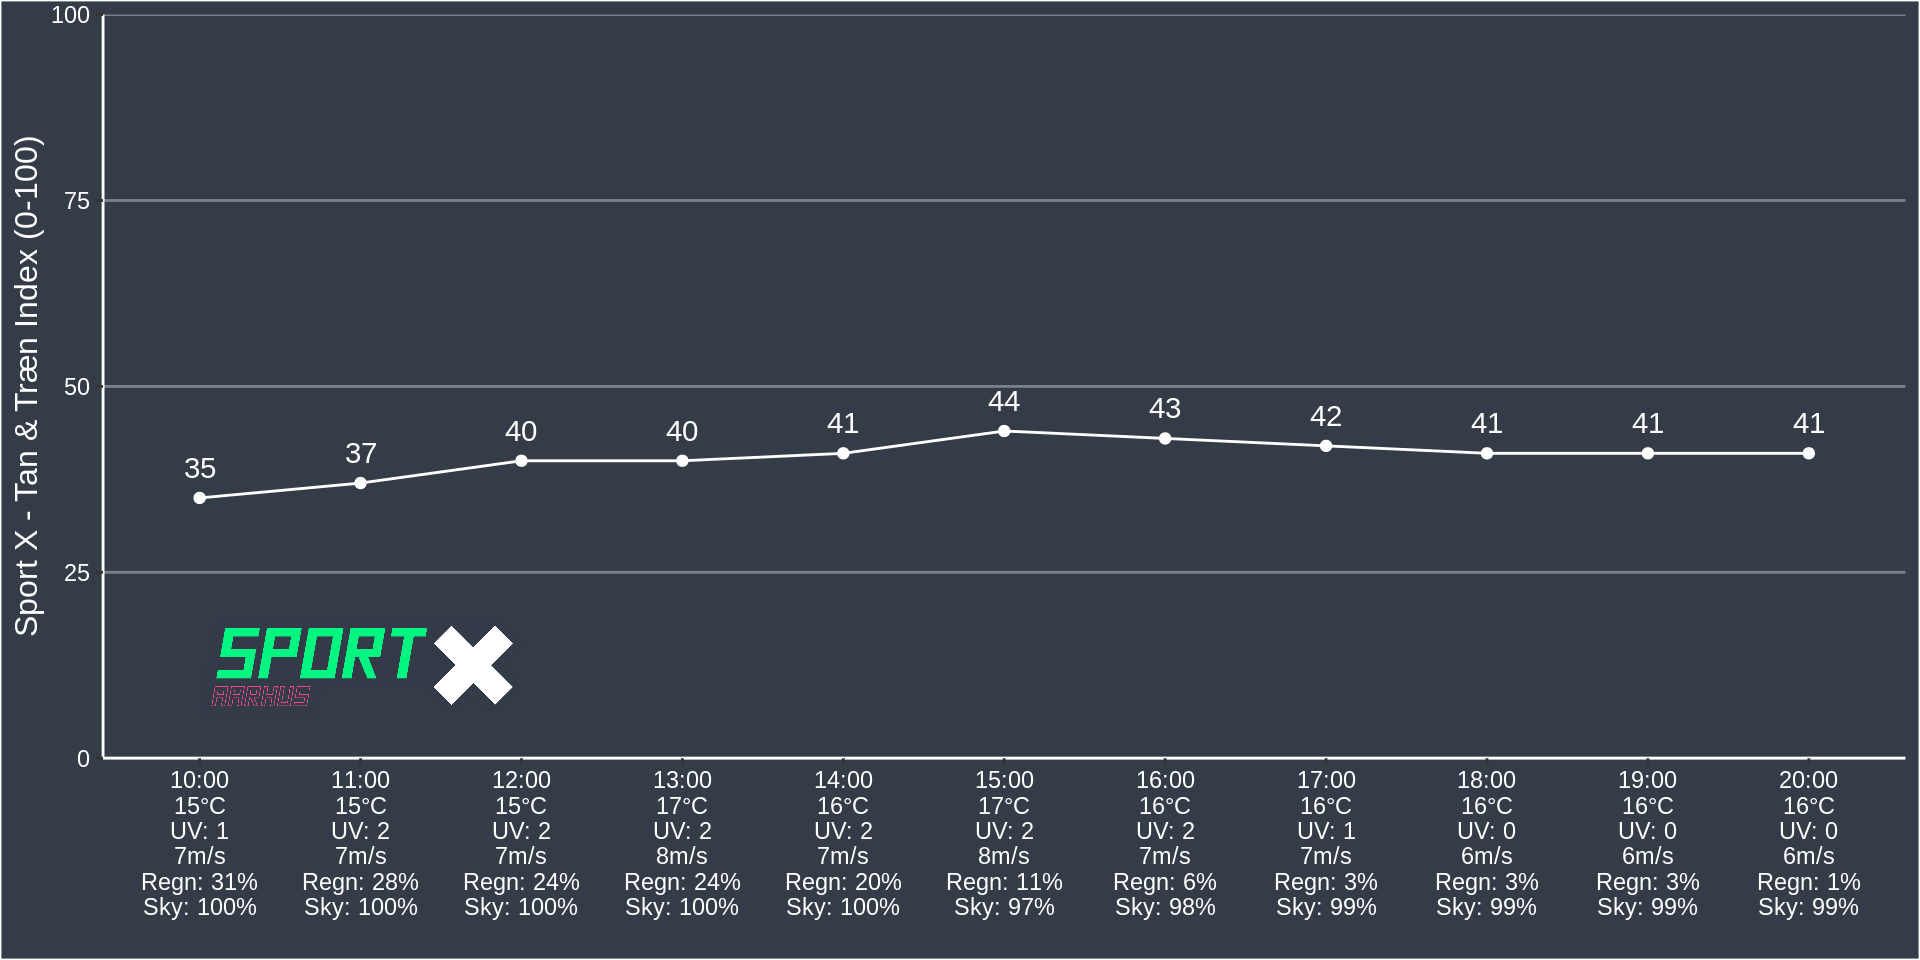 Sport X - Tan & Træn Index (0-100)
100
75
50
25
0
35
37
40
40
41
44
43
42
41
41
41
SPORT X
AARHUS
10:00 11:00 12:00 13:00 14:00 15:00 16:00 17:00 18:00 19:00 20:00
15°C 15°C 15°C 17°C 16°C 17°C 16°C 16°C 16°C 16°C 16°C
UV: 1 UV: 2 UV: 2 UV: 2 UV: 2 UV: 2 UV: 2 UV: 1 UV: 0 UV: 0 UV: 0
7m/s 7m/s 7m/s 8m/s 7m/s 8m/s 7m/s 7m/s 6m/s 6m/s 6m/s
Regn: 31% Regn: 28% Regn: 24% Regn: 24% Regn: 20% Regn: 11% Regn: 6% Regn: 3% Regn: 3% Regn: 3% Regn: 1%
Sky: 100% Sky: 100% Sky: 100% Sky: 100% Sky: 100% Sky: 97% Sky: 98% Sky: 99% Sky: 99% Sky: 99% Sky: 99%